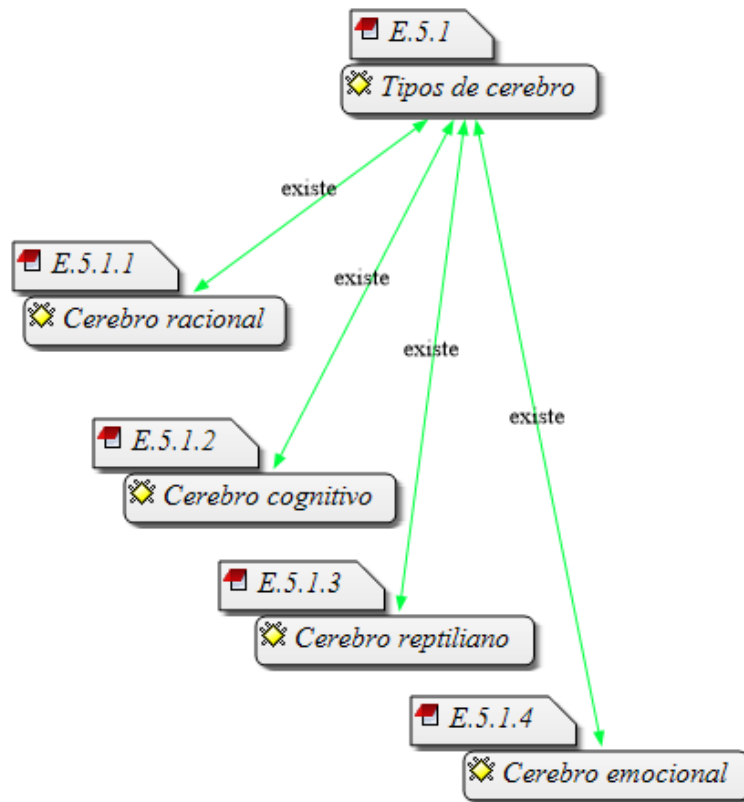 E.5.1
Tipos de cerebro
existe
E.5.1.1
Cerebro racional
existe
existe
existe
E.5.1.2
Cerebro cognitivo
E.5.1.3
Cerebro reptiliano
E.5.1.4
Cerebro emocional